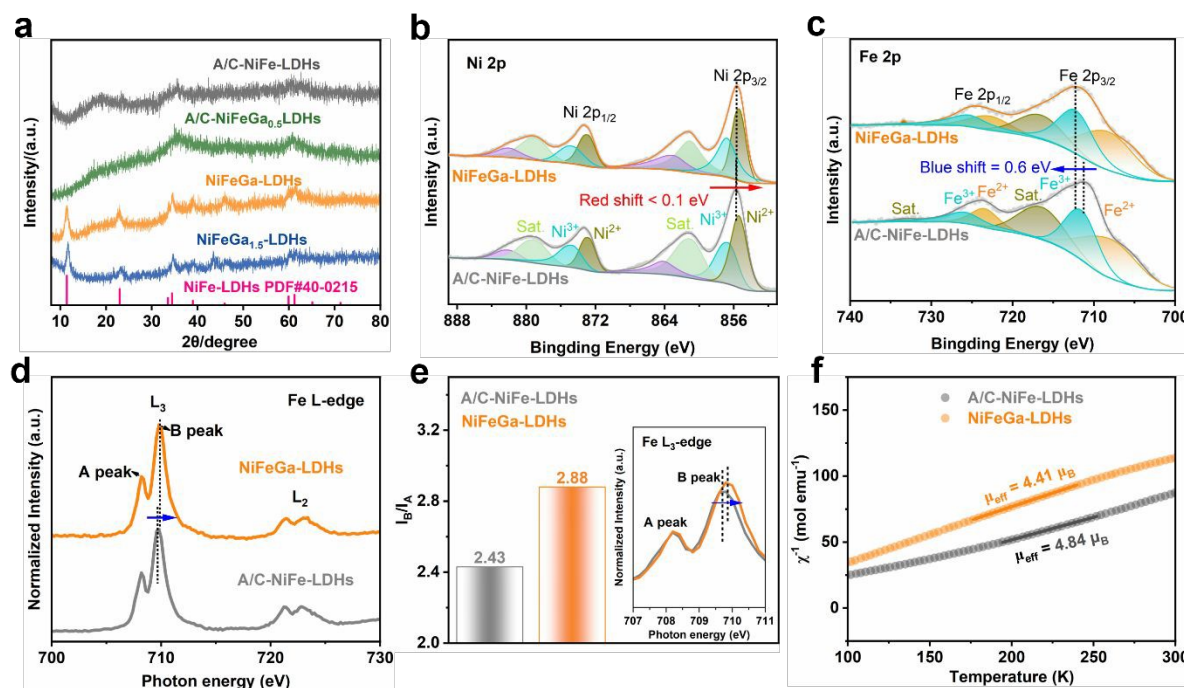 a
A/C-NiFe-LDHs
A/C-NiFeGa0.5LDHs
NiFeGa-LDHs
NiFeGa1.5-LDHs
NiFe-LDHs PDF#40-0215
Intensity/(a.u.)
10 20 30 40 50 60 70 80
2θ/degree
b
Ni 2p
Ni 2p3/2
Ni 2p1/2
NiFeGa-LDHs
Red shift < 0.1 eV
Sat. Ni3+ Ni2+ Sat. Ni3+ Ni2+
A/C-NiFe-LDHs
Intensity (a.u.)
888 880 872 864 856
Bingding Energy (eV)
c
Fe 2p
Fe 2p3/2
Fe 2p1/2
NiFeGa-LDHs
Blue shift = 0.6 eV
Sat. Fe3+ Fe2+ Sat. Fe3+ Fe2+
A/C-NiFe-LDHs
Intensity (a.u.)
740 730 720 710 700
Bingding Energy (eV)
d
Fe L-edge
L3
B peak
A peak
NiFeGa-LDHs
L2
A/C-NiFe-LDHs
Normalized Intensity (a.u.)
700 710 720 730
Photon energy (eV)
e
A/C-NiFe-LDHs
NiFeGa-LDHs
IB/IA
3.2
2.8
2.4
2.0
2.43
2.88
Fe L3-edge
B peak
A peak
Normalized Intensity (a.u.)
707 708 709 710 711
Photon energy (eV)
f
A/C-NiFe-LDHs
NiFeGa-LDHs
μeff = 4.41 μB
μeff = 4.84 μB
χ-1 (mol emu-1)
150
100
50
0
100 150 200 250 300
Temperature (K)